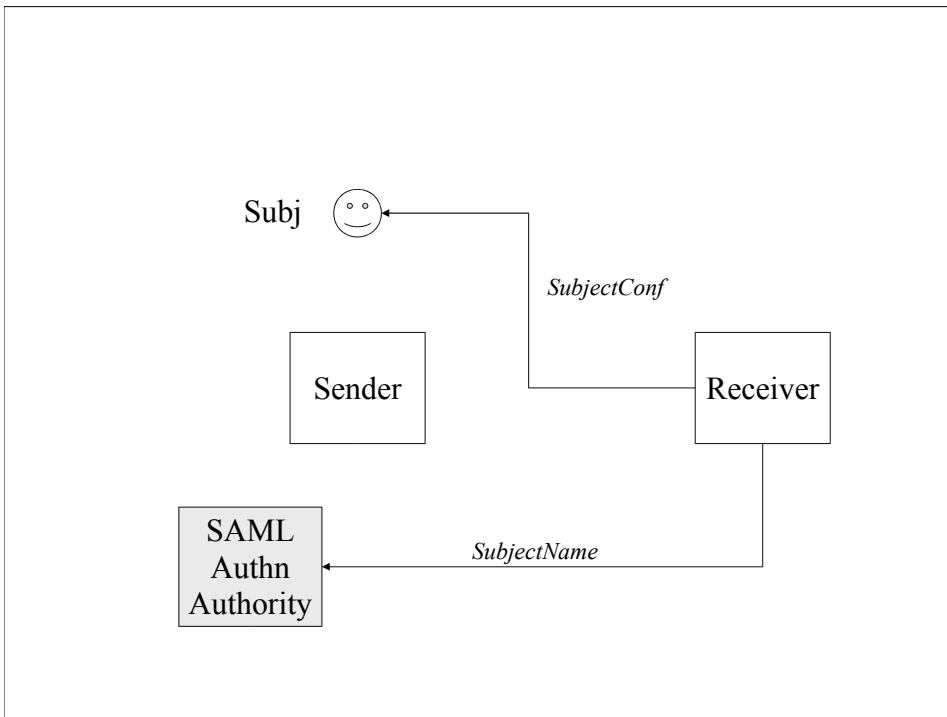 Subj
SubjectConf
Sender
Receiver
SAML
Authn
Authority
SubjectName